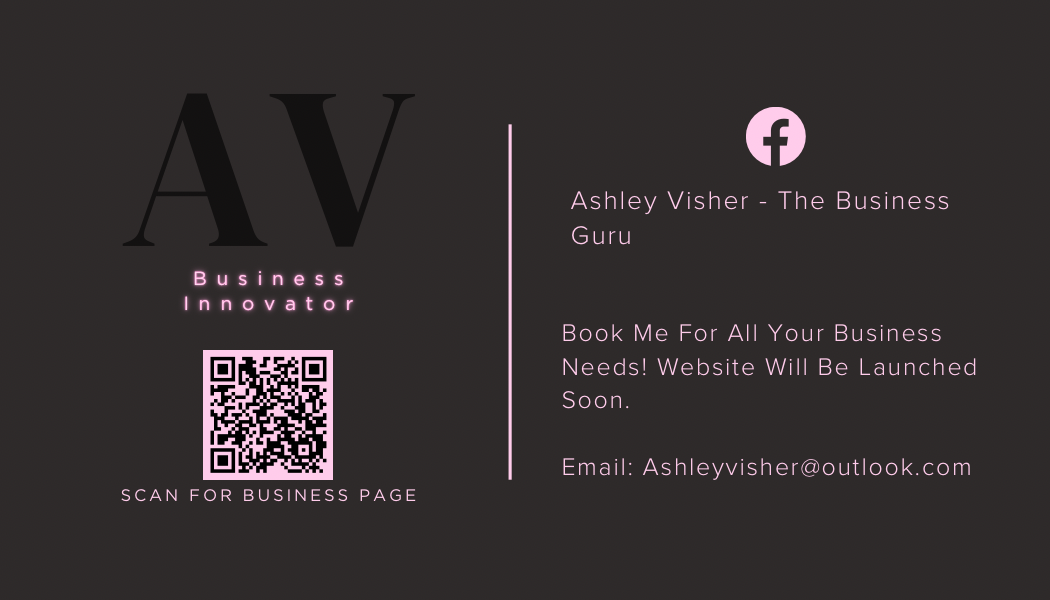 AV
Business
Innovator
SCAN FOR BUSINESS PAGE
Ashley Visher - The Business
Guru
Book Me For All Your Business
Needs! Website Will Be Launched
Soon.
Email: Ashleyvisher@outlook.com